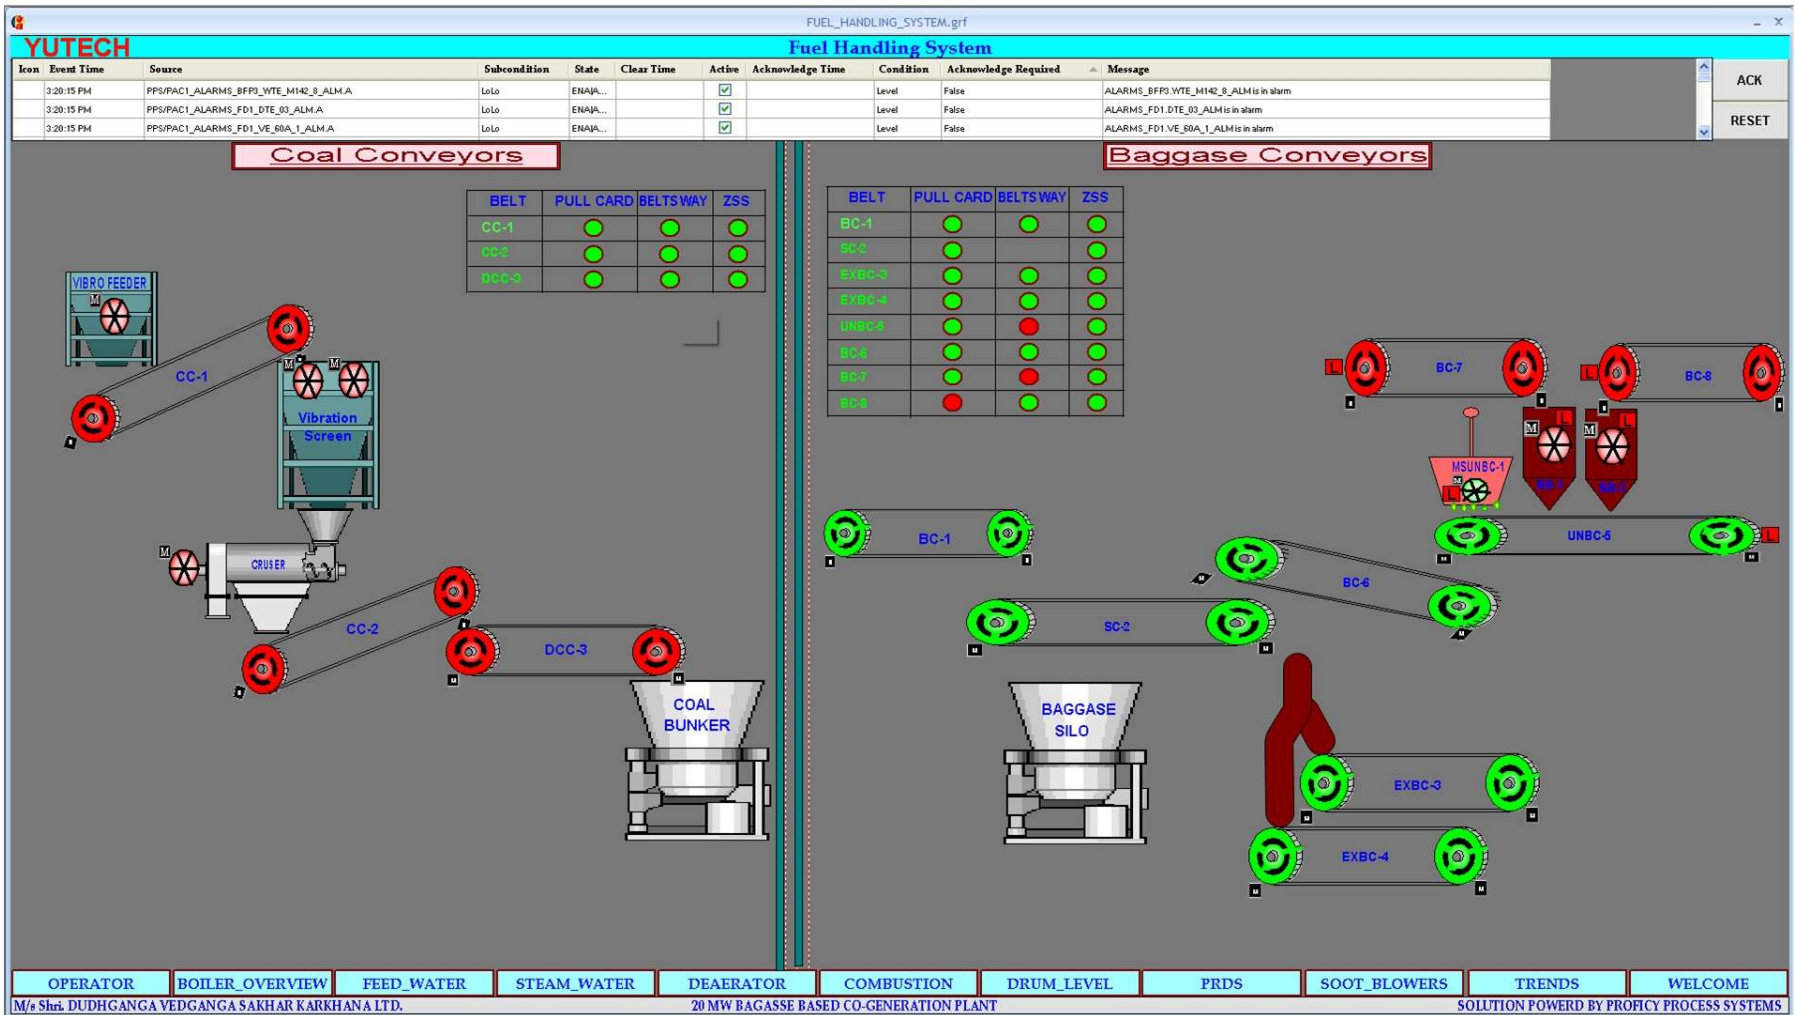 FUEL_HANDLING_SYSTEM.grf
YUTECH
Fuel Handling System
Icon Event Time Source Subcondition State Clear Time Active Acknowledge Time Condition Acknowledge Required Message
3:20:15 PM PPS/PAC1_ALARMS_BFP3_WTE_M142_8_ALM.A LoLo ENA|A... Level False ALARMS_BFP3.WTE_M142_8_ALM is in alarm
3:20:15 PM PPS/PAC1_ALARMS_FD1_DTE_03_ALM.A LoLo ENA|A... Level False ALARMS_FD1.DTE_03_ALM is in alarm
3:20:15 PM PPS/PAC1_ALARMS_FD1_VE_60A_1_ALM.A LoLo ENA|A... Level False ALARMS_FD1.VE_60A_1_ALM is in alarm
ACK
RESET
Coal Conveyors
BELT PULL CARD BELTSWAY ZSS
CC-1
CC-2
DCC-3
VIBRO FEEDER
M
CC-1
M M
Vibration
Screen
M
CRUSER
CC-2
DCC-3
COAL
BUNKER
Baggase Conveyors
BELT PULL CARD BELTSWAY ZSS
BC-1
SC-2
EXBC-3
EXBC-4
UNBC-5
BC-6
BC-7
BC-8
L BC-7
L BC-8
M L
M L
MSUNBC-1
M
L
UNBC-5 L
BC-1
BC-6
SC-2
BAGGASE
SILO
EXBC-3
EXBC-4
OPERATOR BOILER_OVERVIEW FEED_WATER STEAM_WATER DEAERATOR COMBUSTION DRUM_LEVEL PRDS SOOT_BLOWERS TRENDS WELCOME
M/s Shri. DUDHGANGA VEDGANGA SAKHAR KARKHANA LTD. 20 MW BAGASSE BASED CO-GENERATION PLANT SOLUTION POWERD BY PROFICY PROCESS SYSTEMS